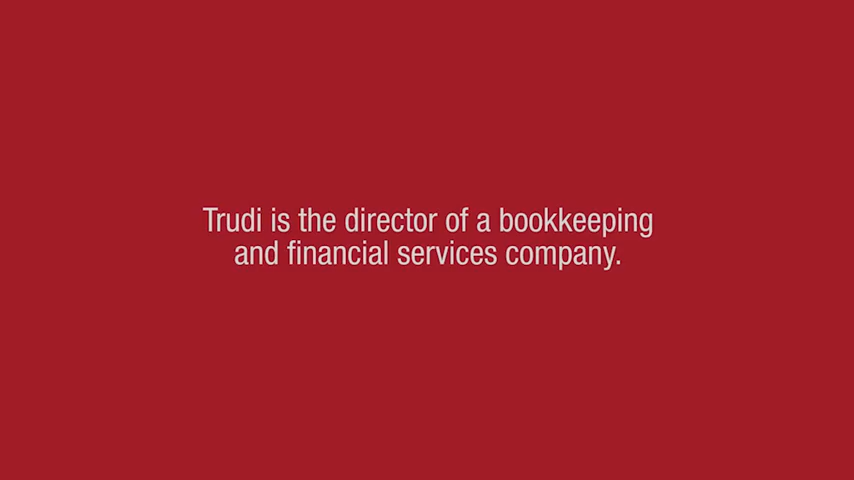 Trudi is the director of a bookkeeping
and financial services company.